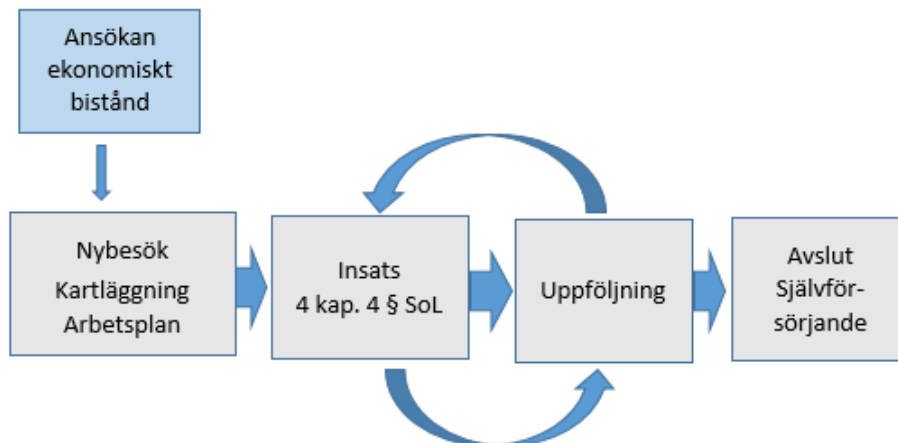 Ansökan
ekonomiskt
bistånd
Nybesök
Kartläggning
Arbetsplan
Insats
4 kap. 4 § SoL
Uppföljning
Avslut
Självför-
sörjande